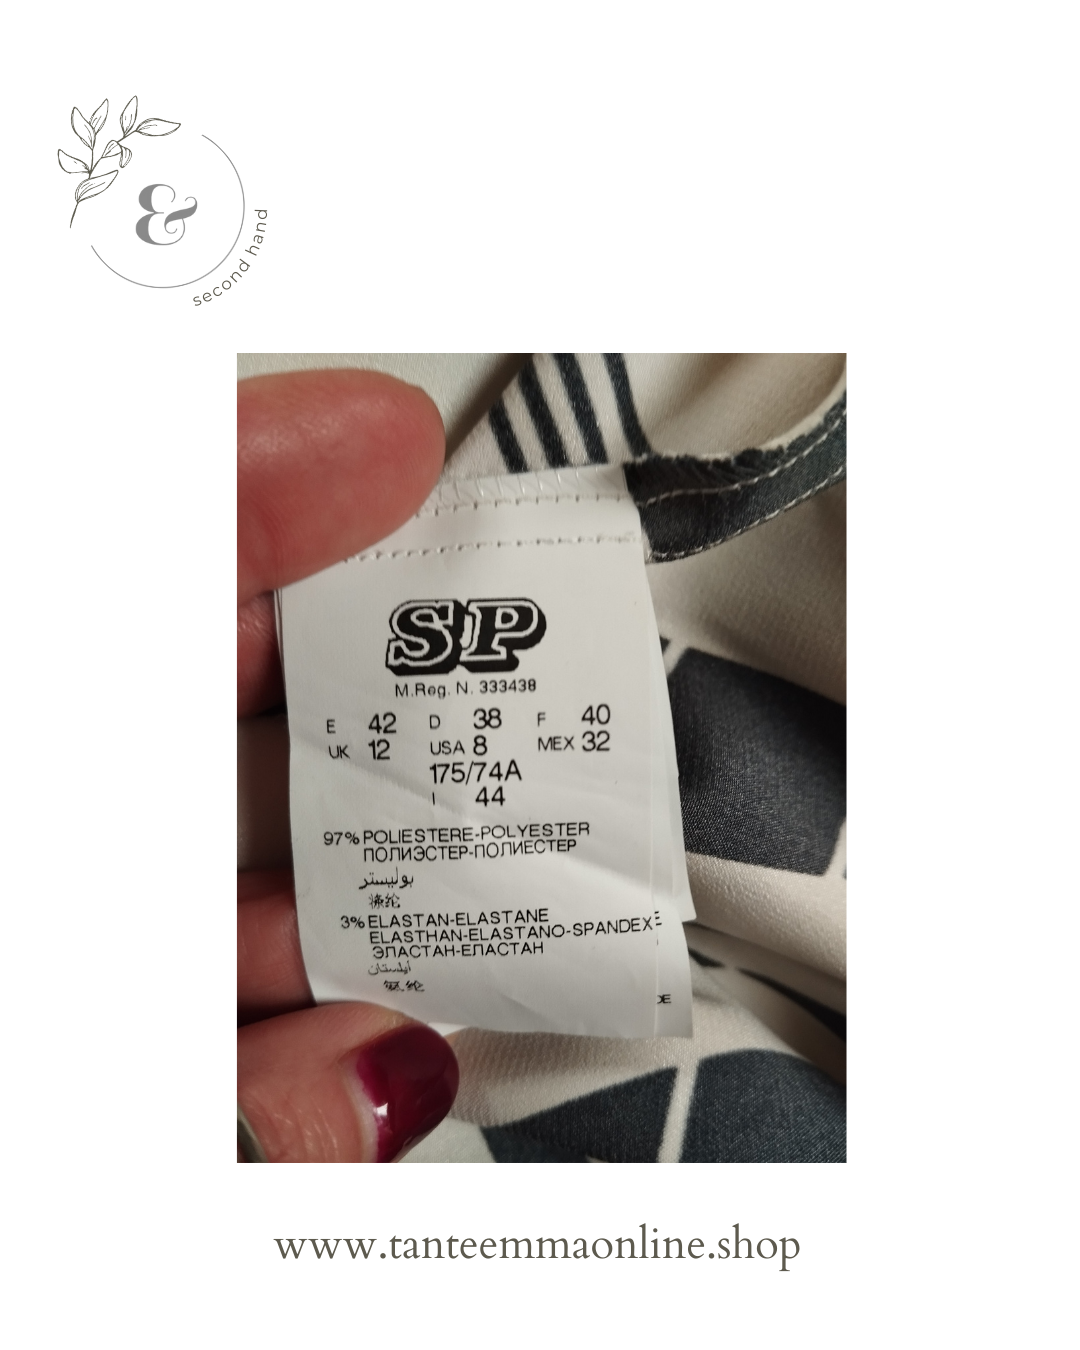 &
second hand
SP
M.Reg. N. 333438
E 42 D 38 F 40
UK 12 USA 8 MEX 32
175/74A
I 44
97% POLIESTERE-POLYESTER
ПОЛИЭСТЕР-ПОЛИЕСТЕР
بوليستر
涤纶
3% ELASTAN-ELASTANE
ELASTHAN-ELASTANO-SPANDEX
ЭЛАСТАН-ЕЛАСТАН
أيلستان
氨纶
www.tanteemmaonline.shop